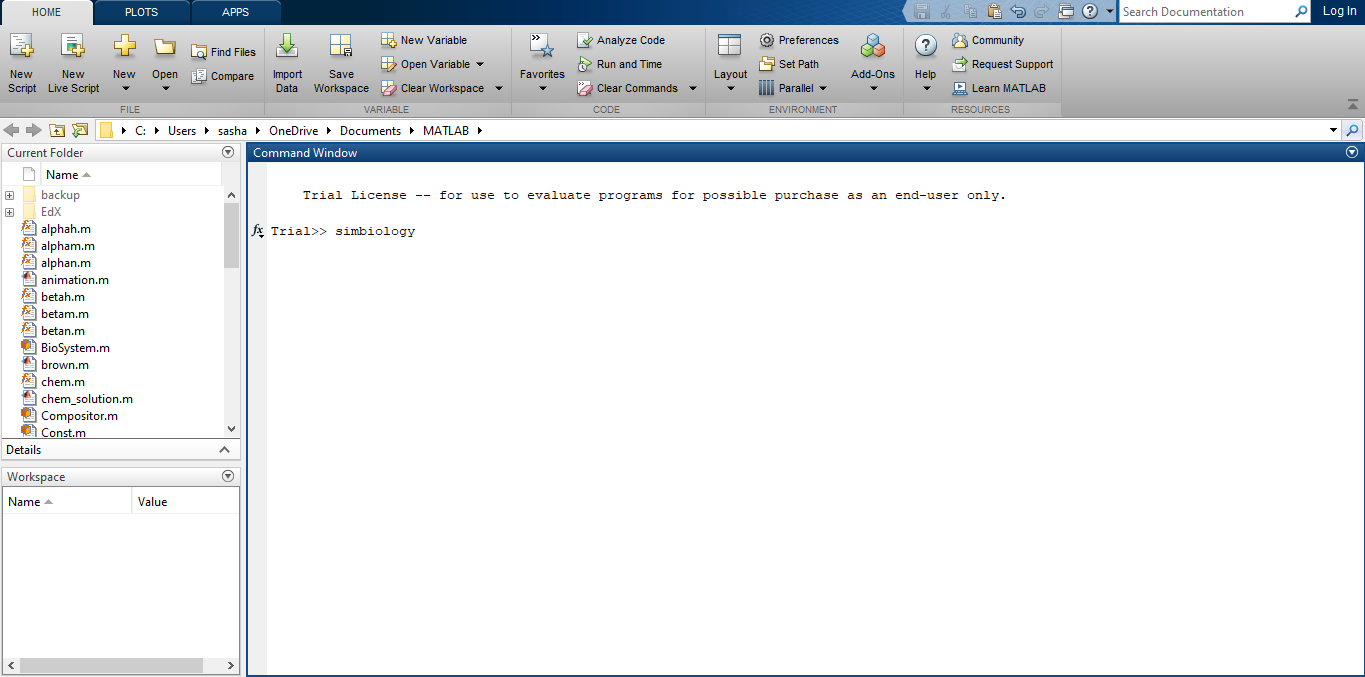 HOME PLOTS APPS
Search Documentation
Log In
New Script
New Live Script
New
Open
Find Files
Compare
FILE
Import Data
Save Workspace
New Variable
Open Variable
Clear Workspace
VARIABLE
Favorites
Analyze Code
Run and Time
Clear Commands
CODE
Layout
Preferences
Set Path
Parallel
Add-Ons
ENVIRONMENT
Help
Community
Request Support
Learn MATLAB
RESOURCES
C: Users sasha OneDrive Documents MATLAB
Current Folder
Name
backup
EdX
alphah.m
alpham.m
alphan.m
animation.m
betah.m
betam.m
betan.m
BioSystem.m
brown.m
chem.m
chem_solution.m
Compositor.m
Const.m
Details
Workspace
Name Value
Command Window
Trial License -- for use to evaluate programs for possible purchase as an end-user only.
fx Trial>> simbiology